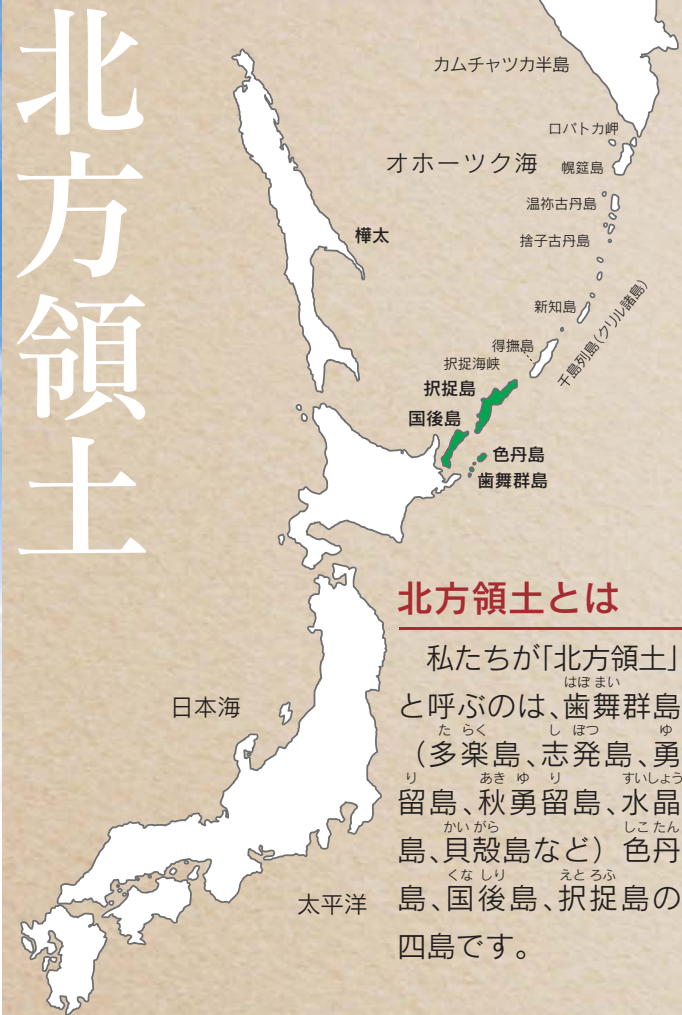 北方領土
カムチャツカ半島
ロパトカ岬
オホーツク海
幌筵島
温祢古丹島
樺太
捨子古丹島
新知島
千島列島(クリル諸島)
得撫島
択捉海峡
択捉島
国後島
色丹島
歯舞群島
日本海
太平洋
北方領土とは
私たちが「北方領土」
はぼまい
と呼ぶのは、歯舞群島
たらく しぼつ ゆ
(多楽島、志発島、勇
り あきゆり すいしょう
留島、秋勇留島、水晶
かいがら しこたん
島、貝殻島など) 色丹
くなしり えとろふ
島、国後島、択捉島の
四島です。